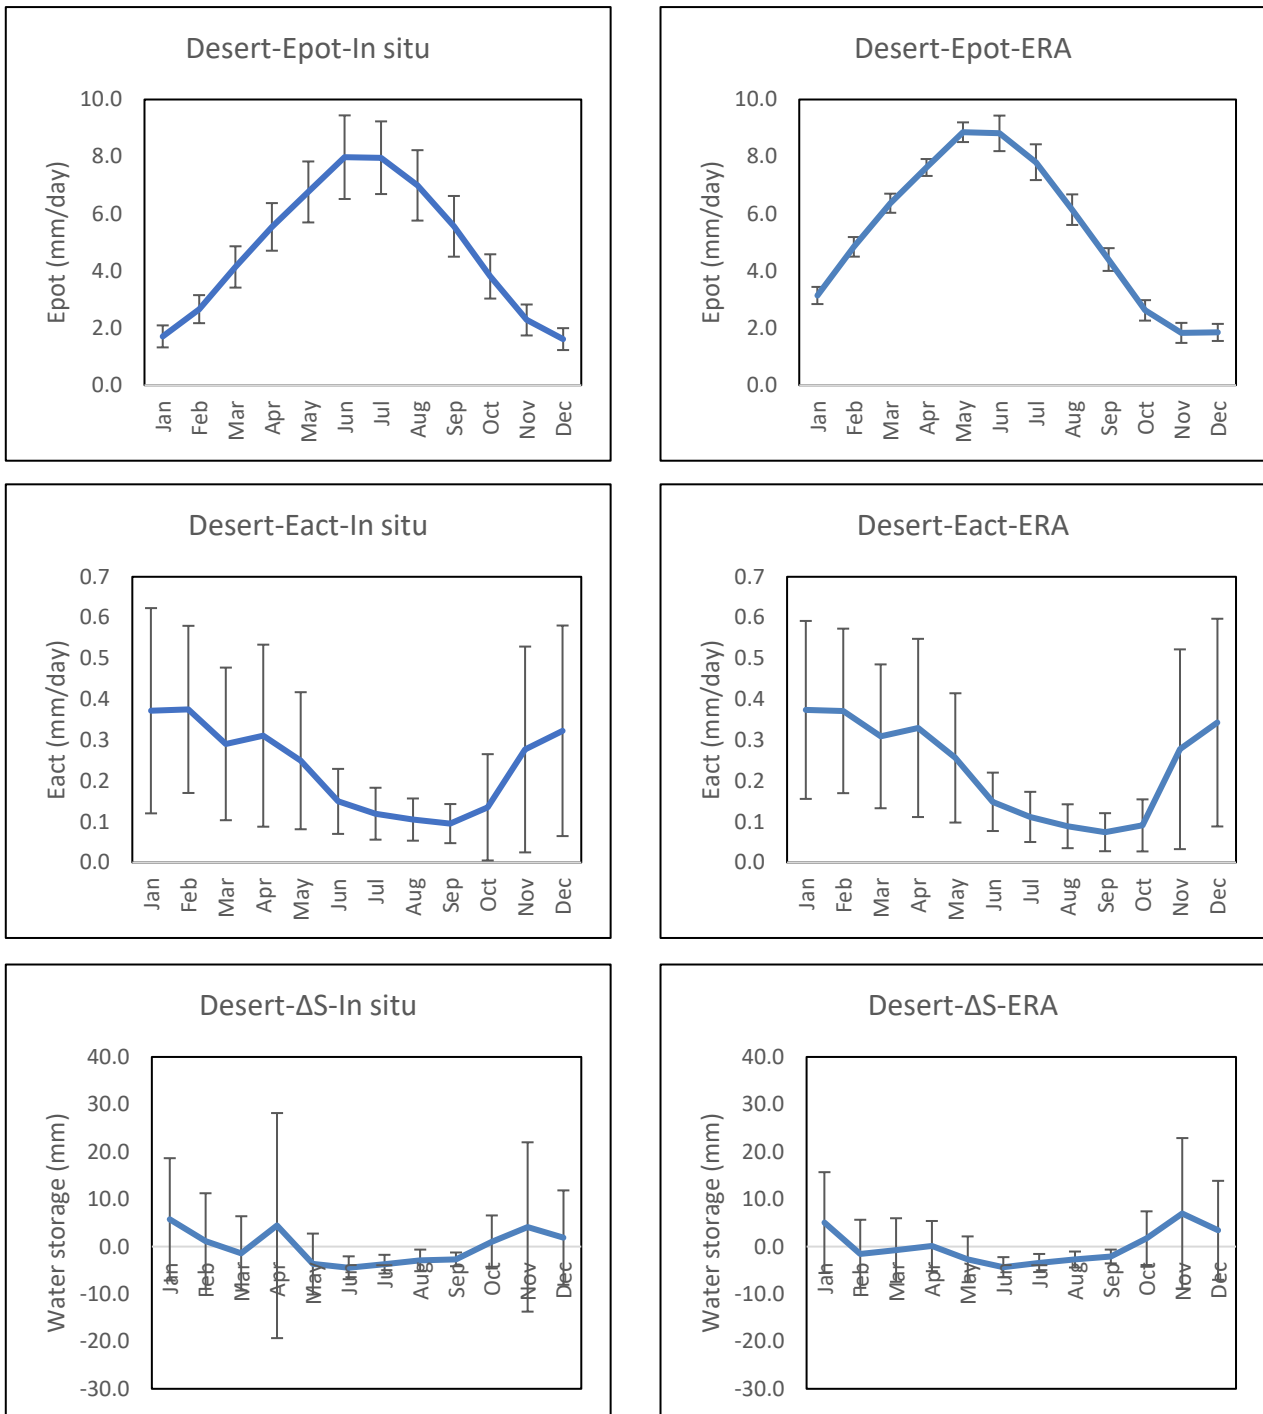 Desert-Epot-In situ
Epot (mm/day)
10.0
8.0
6.0
4.0
2.0
0.0
Jan Feb Mar Apr May Jun Jul Aug Sep Oct Nov Dec
Desert-Epot-ERA
Epot (mm/day)
10.0
8.0
6.0
4.0
2.0
0.0
Jan Feb Mar Apr May Jun Jul Aug Sep Oct Nov Dec
Desert-Eact-In situ
Eact (mm/day)
0.7
0.6
0.5
0.4
0.3
0.2
0.1
0.0
Jan Feb Mar Apr May Jun Jul Aug Sep Oct Nov Dec
Desert-Eact-ERA
Eact (mm/day)
0.7
0.6
0.5
0.4
0.3
0.2
0.1
0.0
Jan Feb Mar Apr May Jun Jul Aug Sep Oct Nov Dec
Desert-ΔS-In situ
Water storage (mm)
40.0
30.0
20.0
10.0
0.0
-10.0
-20.0
-30.0
Jan Feb Mar Apr May Jun Jul Aug Sep Oct Nov Dec
Desert-ΔS-ERA
Water storage (mm)
40.0
30.0
20.0
10.0
0.0
-10.0
-20.0
-30.0
Jan Feb Mar Apr May Jun Jul Aug Sep Oct Nov Dec